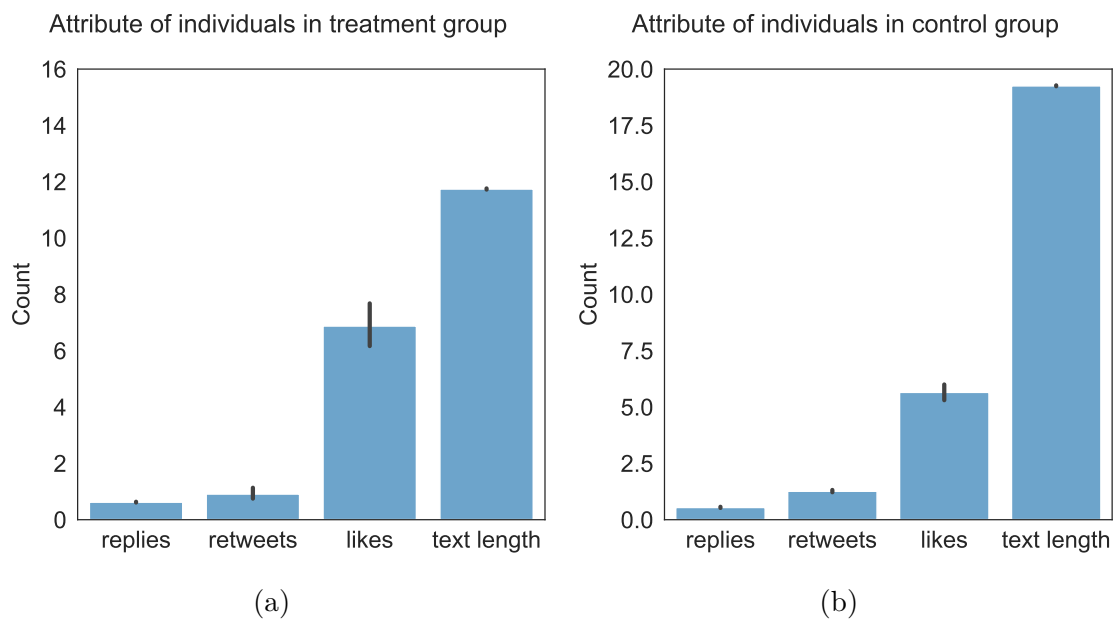 Attribute of individuals in treatment group
16
14
12
10
8
6
4
2
0
Count
replies retweets likes text length
(a)
Attribute of individuals in control group
20.0
17.5
15.0
12.5
10.0
7.5
5.0
2.5
0.0
Count
replies retweets likes text length
(b)